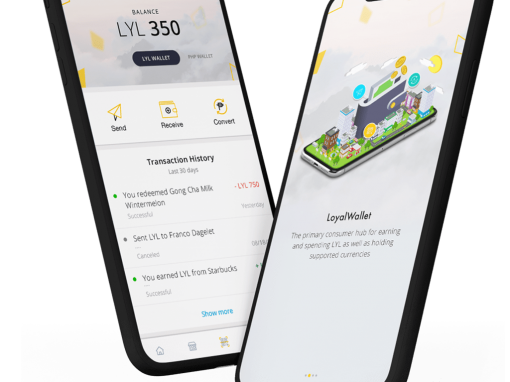 BALANCE
LYL 350
LYL WALLET
PHP WALLET
Send
Receive
Convert
Transaction History
Last 30 days
You redeemed Gong Cha Milk
Wintermelon
- LYL 750
Successful
Yesterday
Sent LYL to Franco Dagelet
Canceled
You earned LYL from Starbucks
Successful
Show more
LoyalWallet
The primary consumer hub for earning
and spending LYL as well as holding
supported currencies